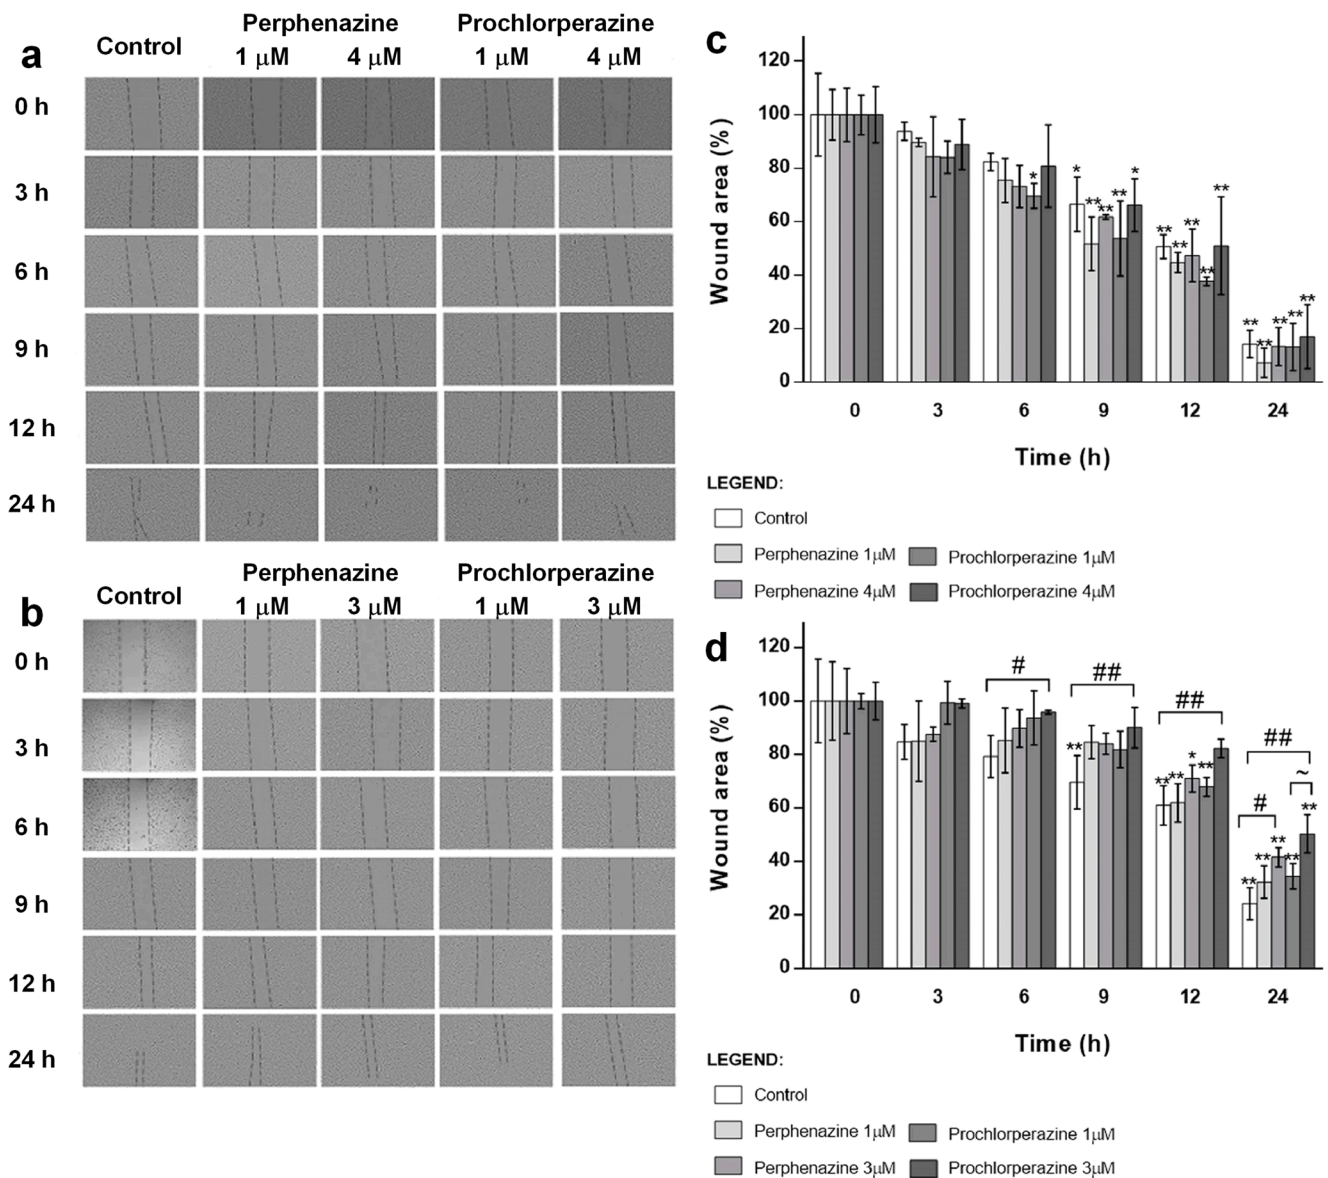 a
Perphenazine Prochlorperazine
Control 1 μM 4 μM 1 μM 4 μM
0 h
3 h
6 h
9 h
12 h
24 h
b
Perphenazine Prochlorperazine
Control 1 μM 3 μM 1 μM 3 μM
0 h
3 h
6 h
9 h
12 h
24 h
c
Wound area (%)
120
100
80
60
40
20
0
* * ** ** ** *
** ** ** ** **
** ** ** ** **
0 3 6 9 12 24
Time (h)
LEGEND:
Control
Perphenazine 1μM Prochlorperazine 1μM
Perphenazine 4μM Prochlorperazine 4μM
d
Wound area (%)
120
100
80
60
40
20
0
# ## ## ##
# ~
** ** ** * **
** ** ** ** **
0 3 6 9 12 24
Time (h)
LEGEND:
Control
Perphenazine 1μM Prochlorperazine 1μM
Perphenazine 3μM Prochlorperazine 3μM